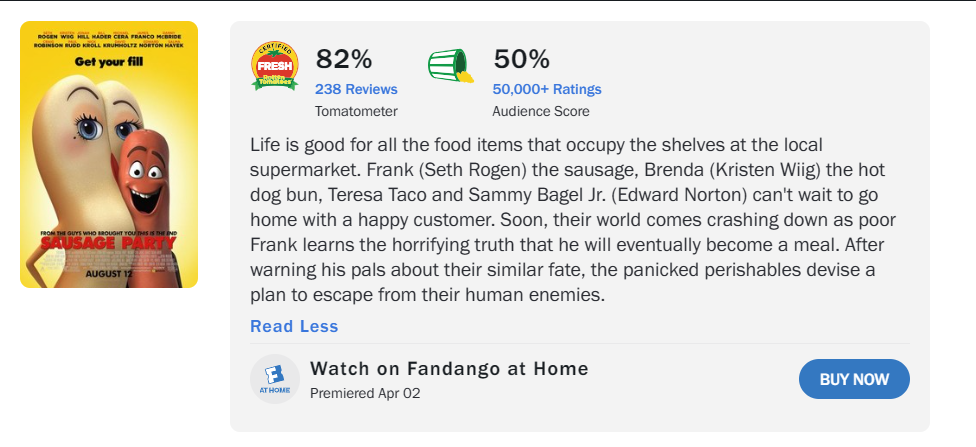 ROGEN WIIG HILL HADER CERA FRANCO McBRIDE
ROBINSON RUDD KROLL KRUMHOLTZ NORTON HAYEK
Get your fill
FROM THE GUYS WHO BROUGHT YOU THIS IS THE END
SAUSAGE PARTY
AUGUST 12
CERTIFIED
FRESH
Rotten
Tomatoes
82%
50%
238 Reviews
50,000+ Ratings
Tomatometer
Audience Score
Life is good for all the food items that occupy the shelves at the local
supermarket. Frank (Seth Rogen) the sausage, Brenda (Kristen Wiig) the hot
dog bun, Teresa Taco and Sammy Bagel Jr. (Edward Norton) can't wait to go
home with a happy customer. Soon, their world comes crashing down as poor
Frank learns the horrifying truth that he will eventually become a meal. After
warning his pals about their similar fate, the panicked perishables devise a
plan to escape from their human enemies.
Read Less
F
AT HOME
Watch on Fandango at Home
Premiered Apr 02
BUY NOW